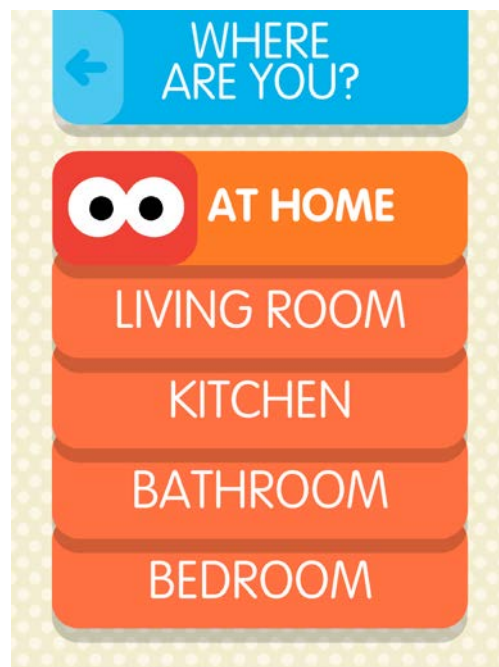 WHERE
ARE YOU?
AT HOME
LIVING ROOM
KITCHEN
BATHROOM
BEDROOM